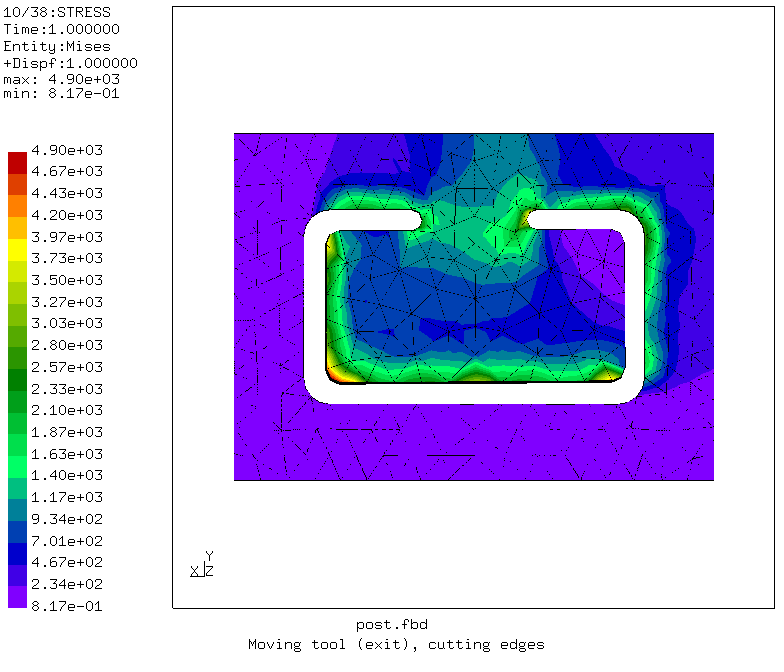 10/38:STRESS
Time:1.000000
Entity:Mises
+Dispf:1.000000
max: 4.90e+03
min: 8.17e-01
4.90e+03
4.67e+03
4.43e+03
4.20e+03
3.97e+03
3.73e+03
3.50e+03
3.27e+03
3.03e+03
2.80e+03
2.57e+03
2.33e+03
2.10e+03
1.87e+03
1.63e+03
1.40e+03
1.17e+03
9.34e+02
7.01e+02
4.67e+02
2.34e+02
8.17e-01
Y
X Z
post.fbd
Moving tool (exit), cutting edges